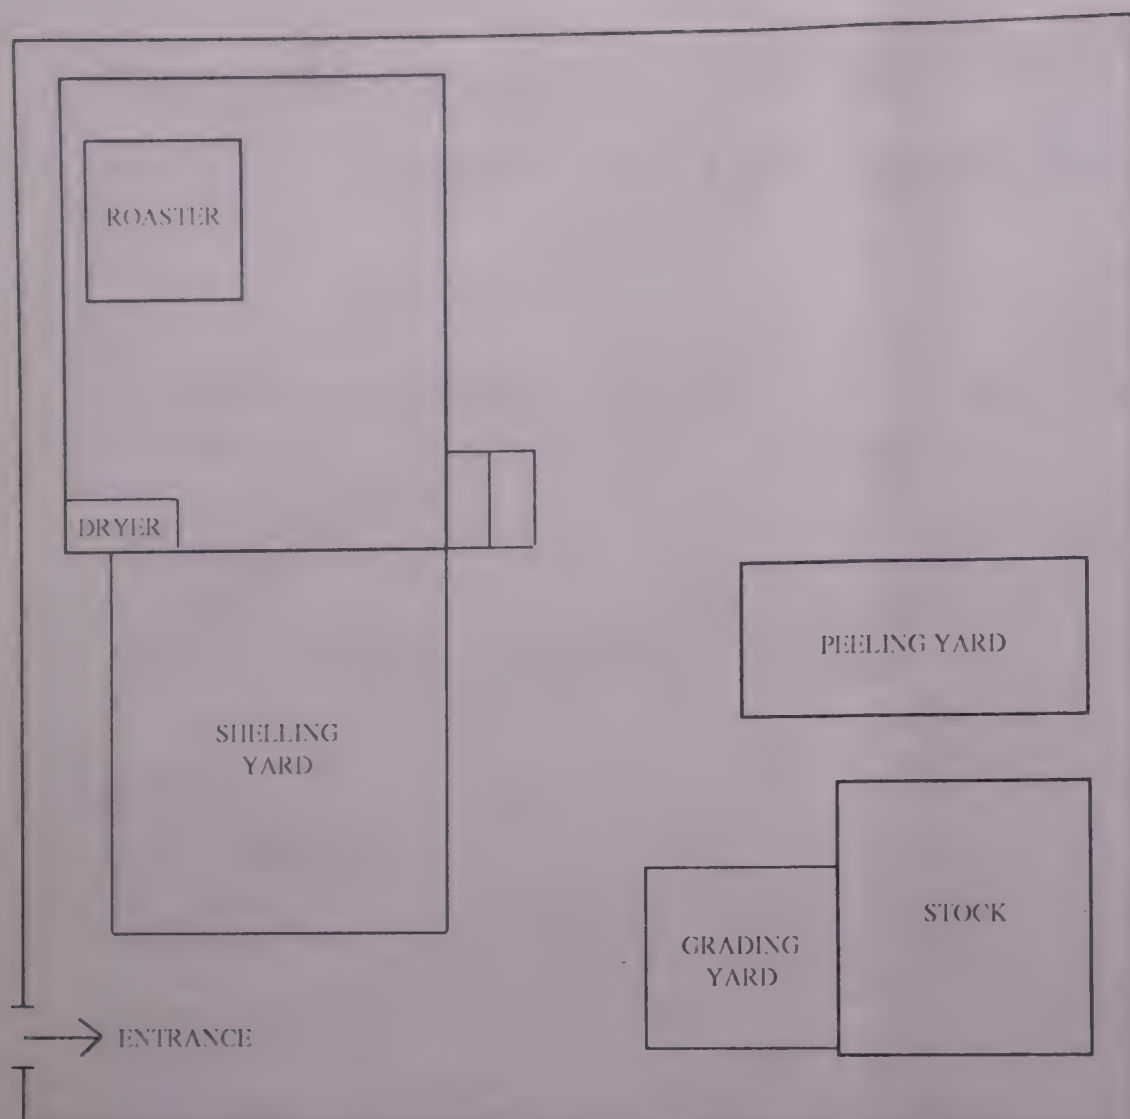 ROASTER
DRYER
PEELING YARD
SHELLING
YARD
STOCK
GRADING
YARD
ENTRANCE